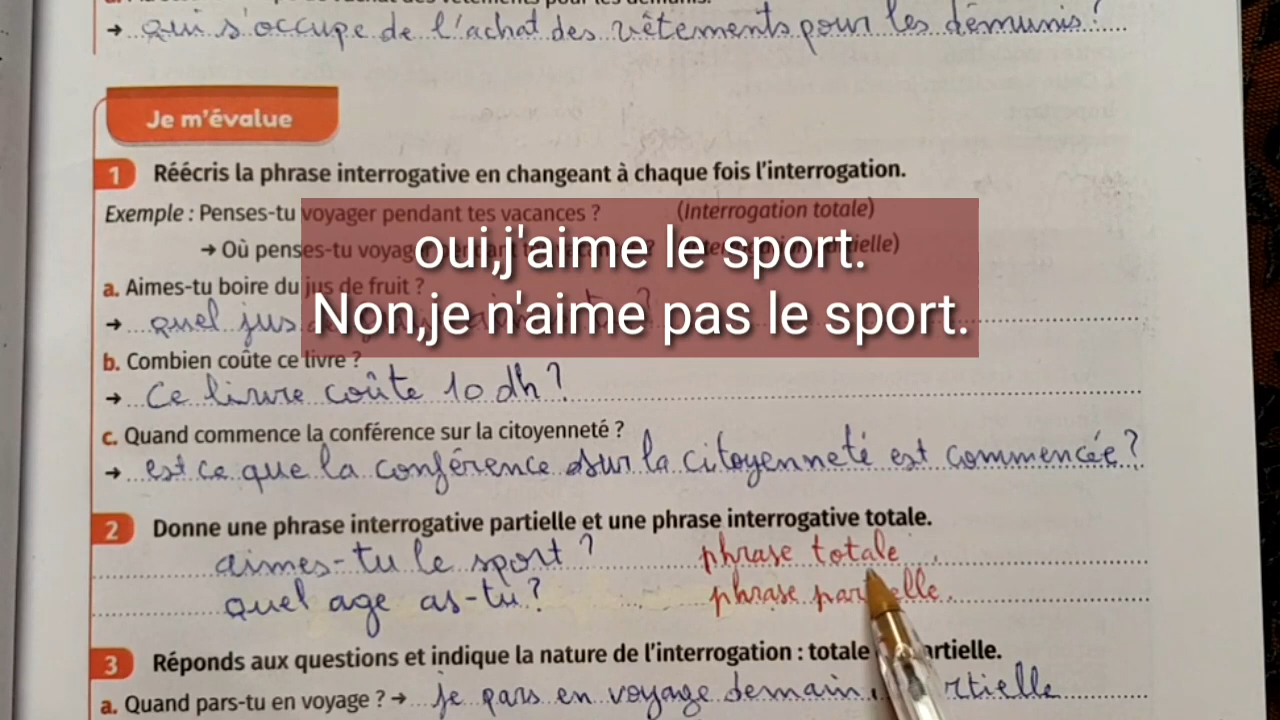 → qui s'occupe de l'achat des vêtements pour les démunis?
Je m'évalue
1 Réécris la phrase interrogative en changeant à chaque fois l'interrogation.
Exemple : Penses-tu voyager pendant tes vacances ? (Interrogation totale)
→ Où penses-tu voyager
oui,j'aime le sport.
Non,je n'aime pas le sport.
a. Aimes-tu boire du jus de fruit ?
→ quel jus
b. Combien coûte ce livre ?
→ Ce livre coûte 10 dh ?
c. Quand commence la conférence sur la citoyenneté ?
→ est ce que la conférence sur la citoyenneté est commencée ?
2 Donne une phrase interrogative partielle et une phrase interrogative totale.
aimes-tu le sport ? phrase totale
quel age as-tu ? phrase partielle.
3 Réponds aux questions et indique la nature de l'interrogation : totale partielle.
a. Quand pars-tu en voyage ? → je pars en voyage demain. partielle